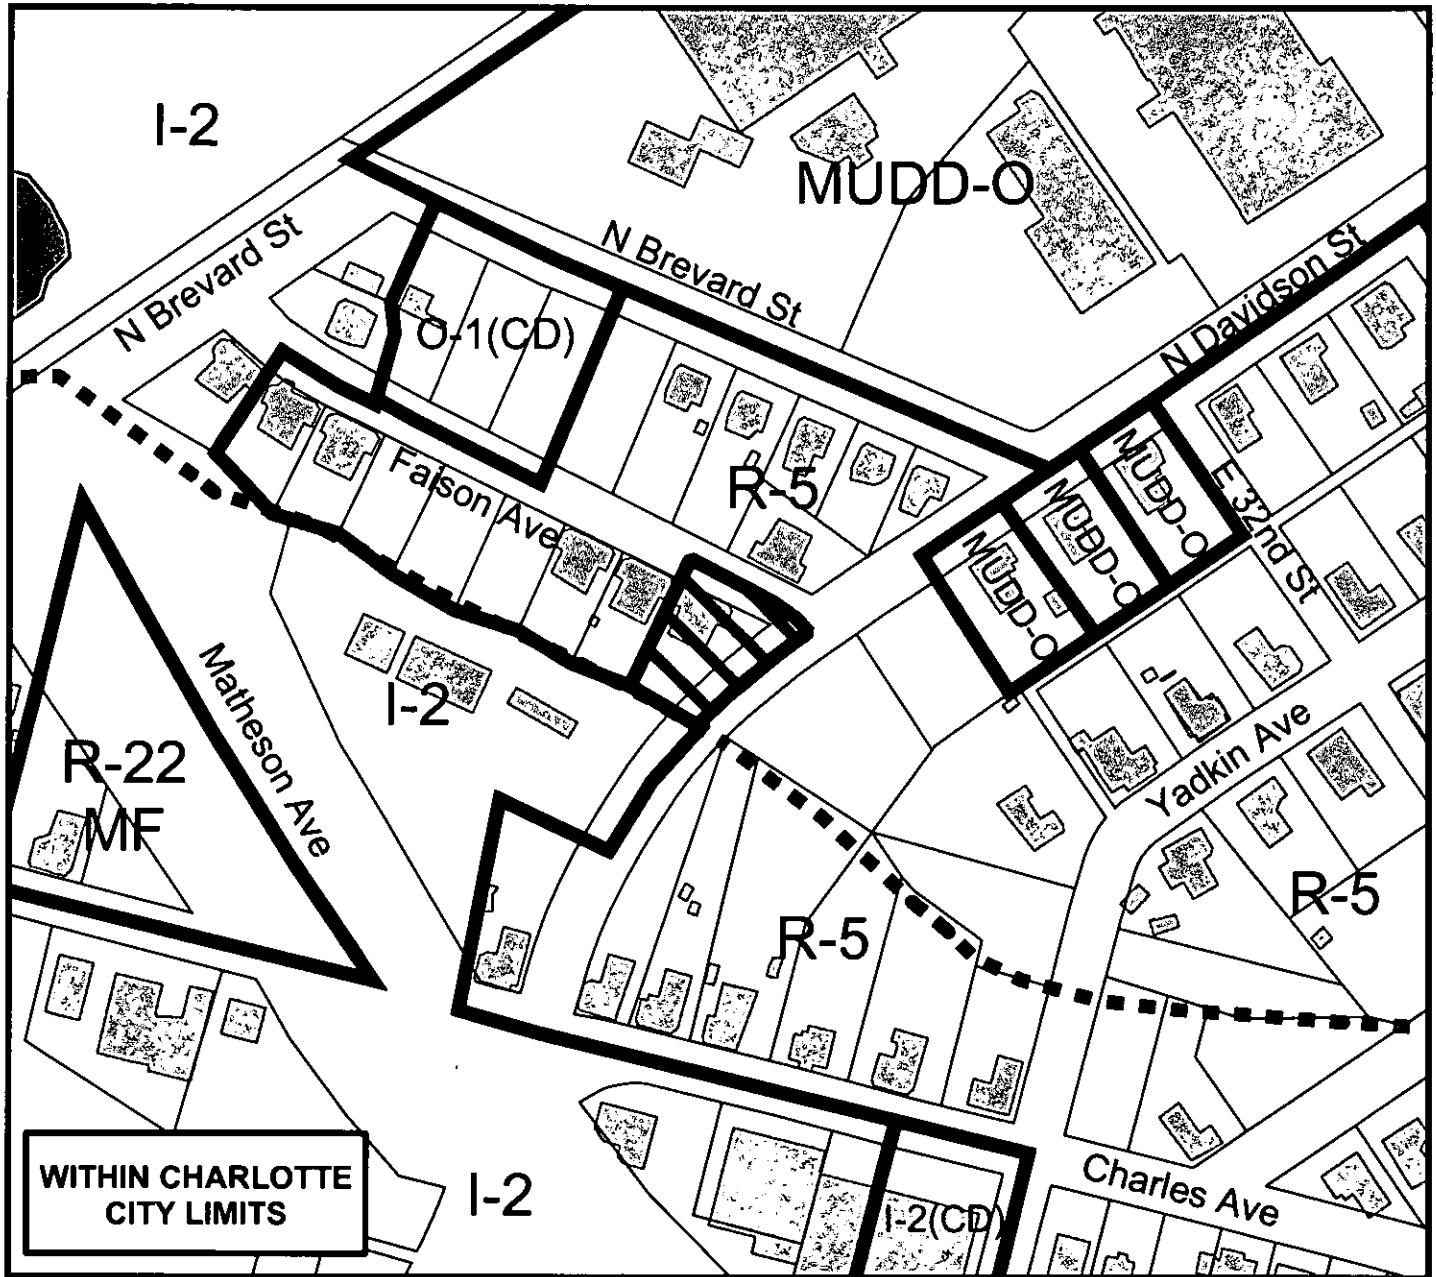 I-2
MUDD-O
N Brevard St
N Brevard St
N Davidson St
O-1(CD)
MUDD-O
MUDD-O
MUDD-O
E 32nd St
R-5
Faison Ave
Matheson Ave
I-2
R-22
MF
Yadkin Ave
R-5
R-5
WITHIN CHARLOTTE
CITY LIMITS
I-2
I-2(CD)
Charles Ave